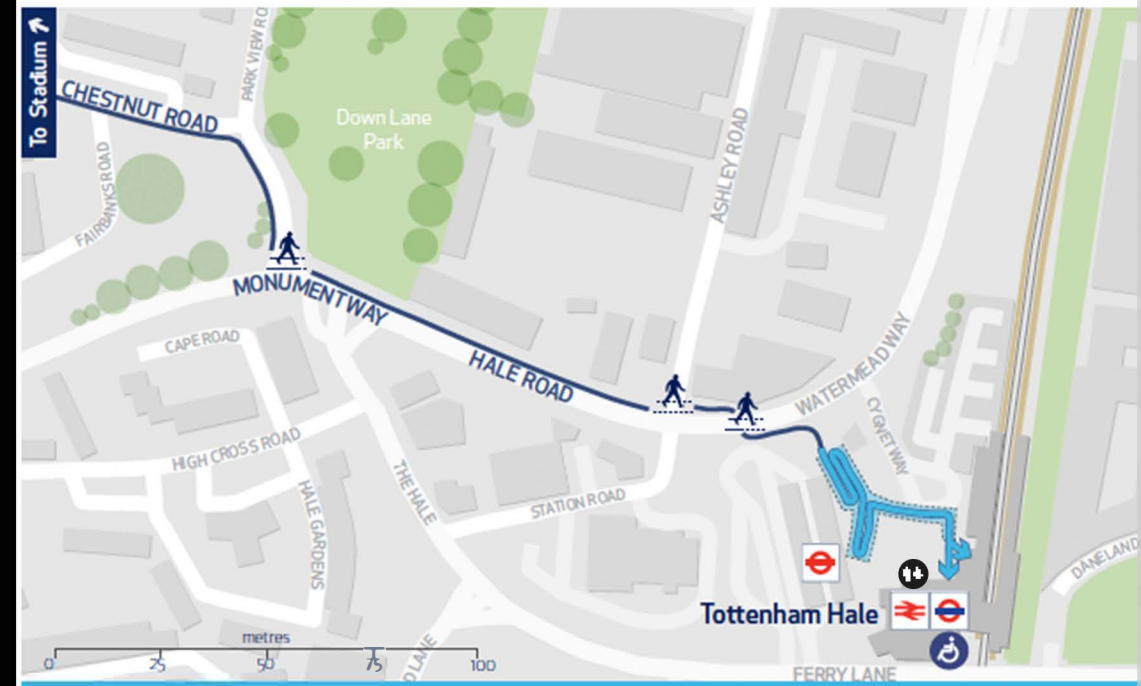 To Stadium
CHESTNUT ROAD
PARK VIEW RO
Down Lane
Park
FAIRBANKS ROAD
ASHLEY ROAD
MONUMENT WAY
CAPE ROAD
HALE ROAD
WATERMEAD WAY
CYGNET WAY
HIGH CROSS ROAD
THE HALE
HALE GARDENS
STATION ROAD
DANELAND
Tottenham Hale
metres
0 25 50 75 100
D LANE
FERRY LANE